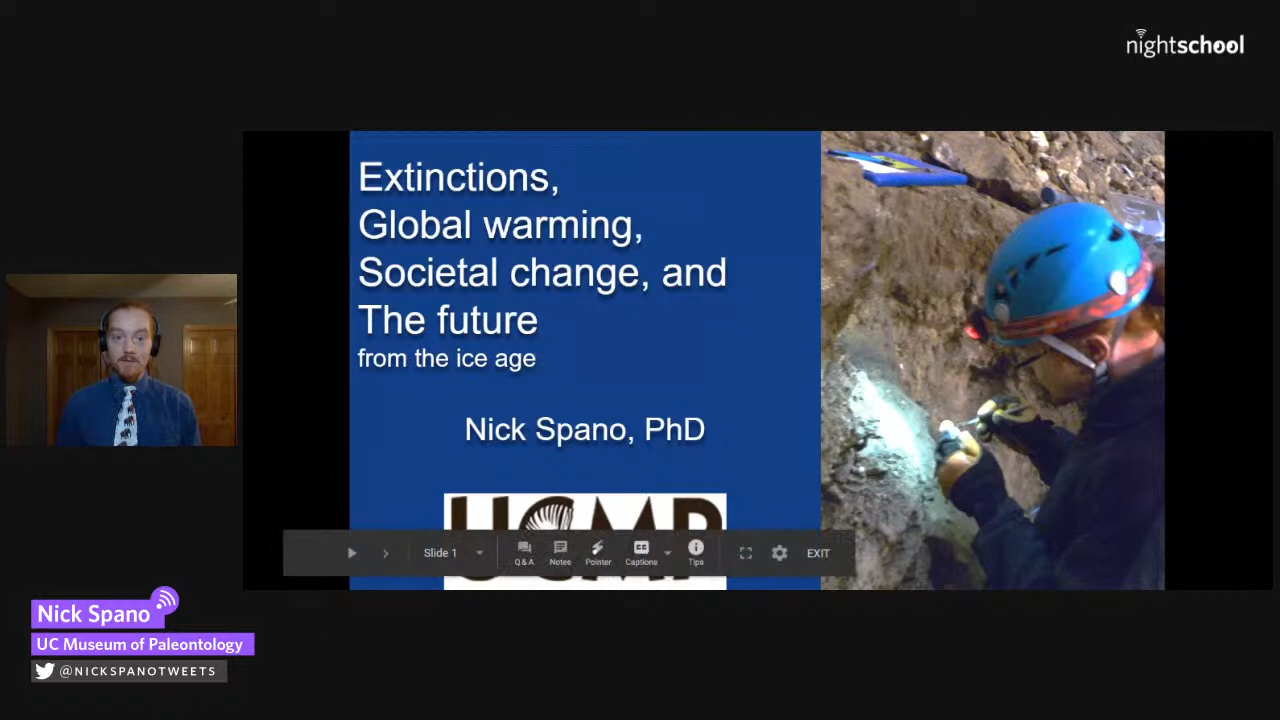 nightschool
Extinctions,
Global warming,
Societal change, and
The future
from the ice age
Nick Spano, PhD
UCMP
Slide 1
Q & A
Notes
Pointer
Captions
Tips
EXIT
Nick Spano
UC Museum of Paleontology
@NICKSPANOTWEETS